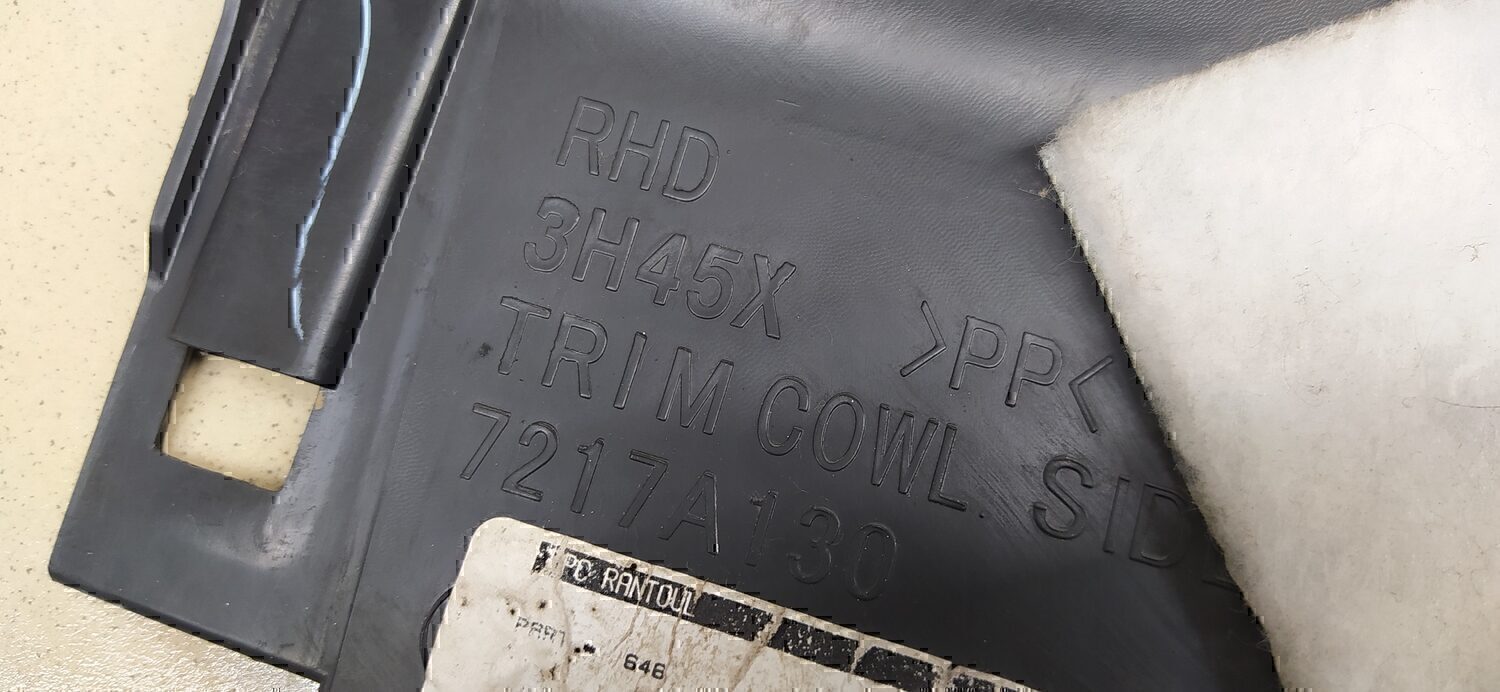 RHD
3H45X
>PP<
TRIM COWL SID
7217A130
PC RANTOUL
646